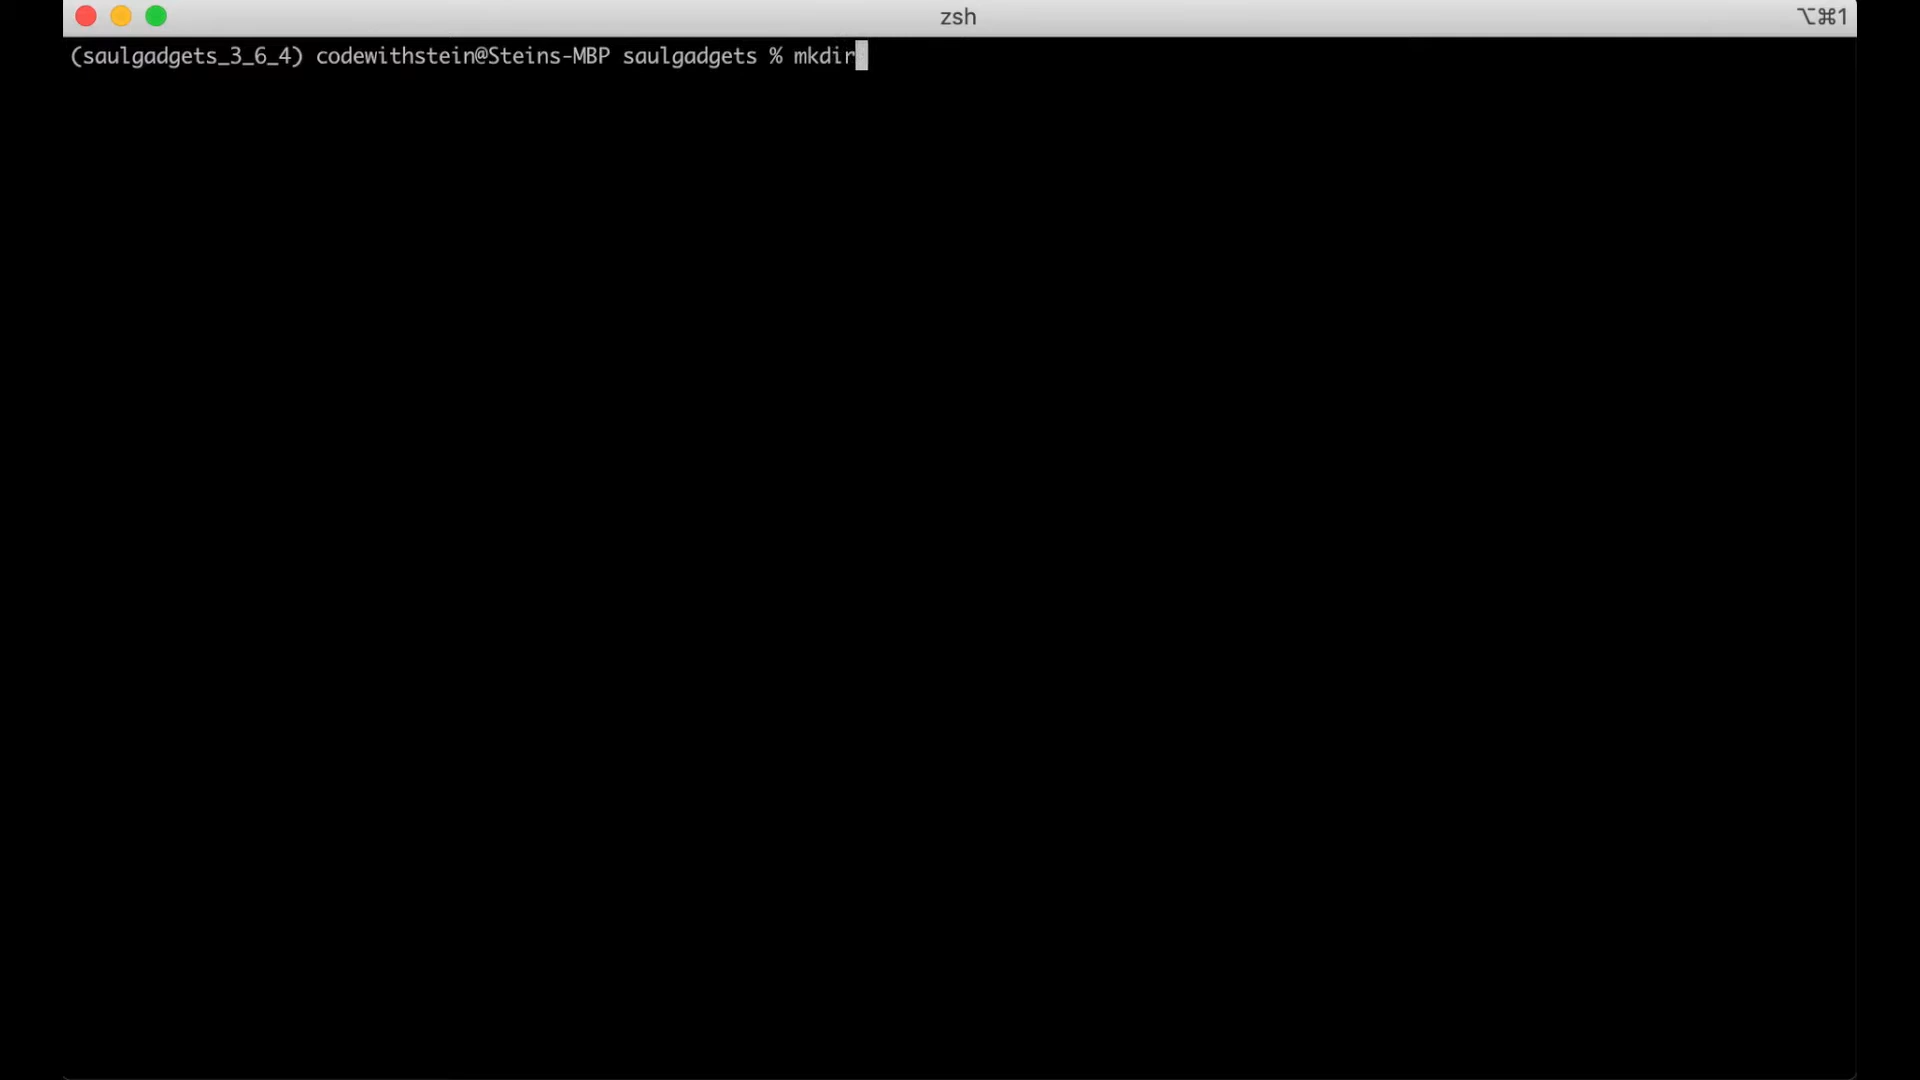 zsh
⌥⌘1
(saulgadgets_3_6_4) codewithstein@Steins-MBP saulgadgets % mkdir